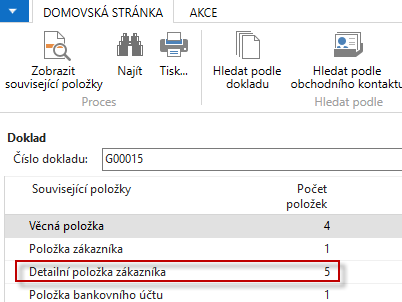 DOMOVSKÁ STRÁNKA AKCE
Zobrazit
související položky
Najít
Tisk...
Hledat podle
dokladu
Hledat podle
obchodního kontaktu
Proces
Hledat podle
Doklad
Číslo dokladu: G00015
Související položky Počet
položek
Věcná položka 4
Položka zákazníka 1
Detailní položka zákazníka 5
Položka bankovního účtu 1